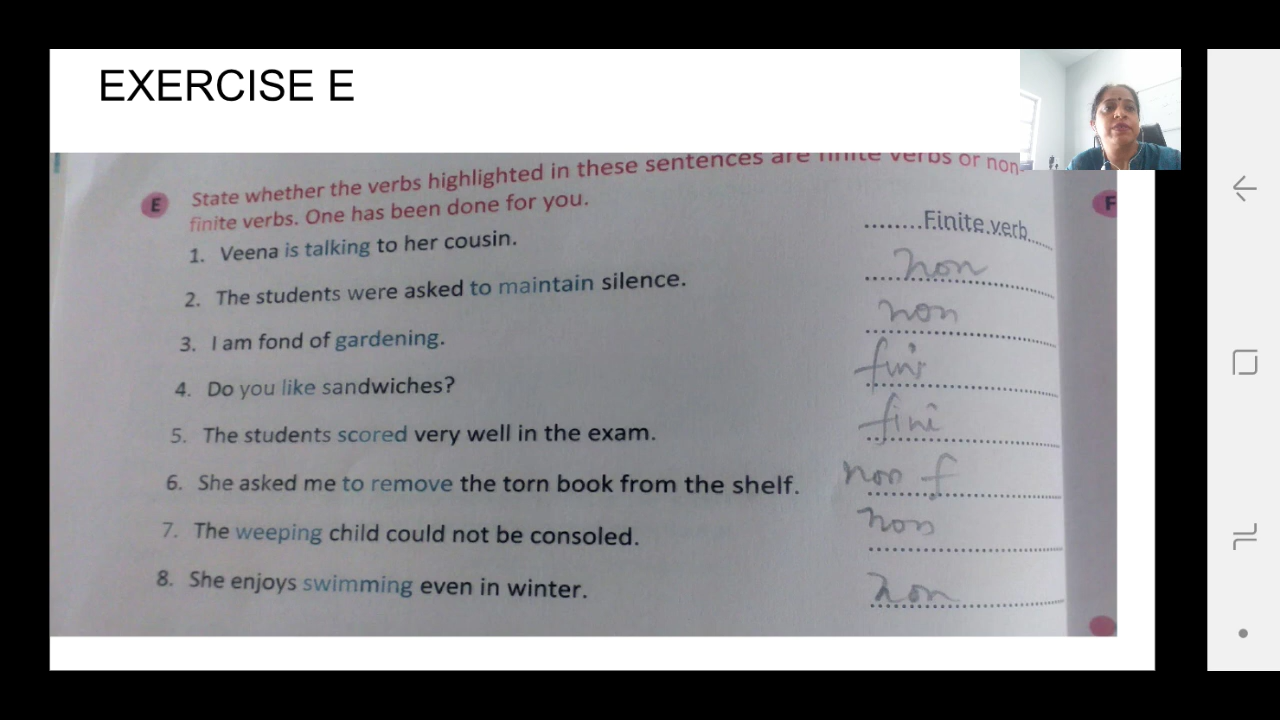 EXERCISE E
E State whether the verbs highlighted in these sentences are finite verbs or non-
finite verbs. One has been done for you.
1. Veena is talking to her cousin. ........Finite verb......
2. The students were asked to maintain silence. non
3. I am fond of gardening. non
4. Do you like sandwiches? fini
5. The students scored very well in the exam. fini
6. She asked me to remove the torn book from the shelf. non f
7. The weeping child could not be consoled. non
8. She enjoys swimming even in winter. non
F